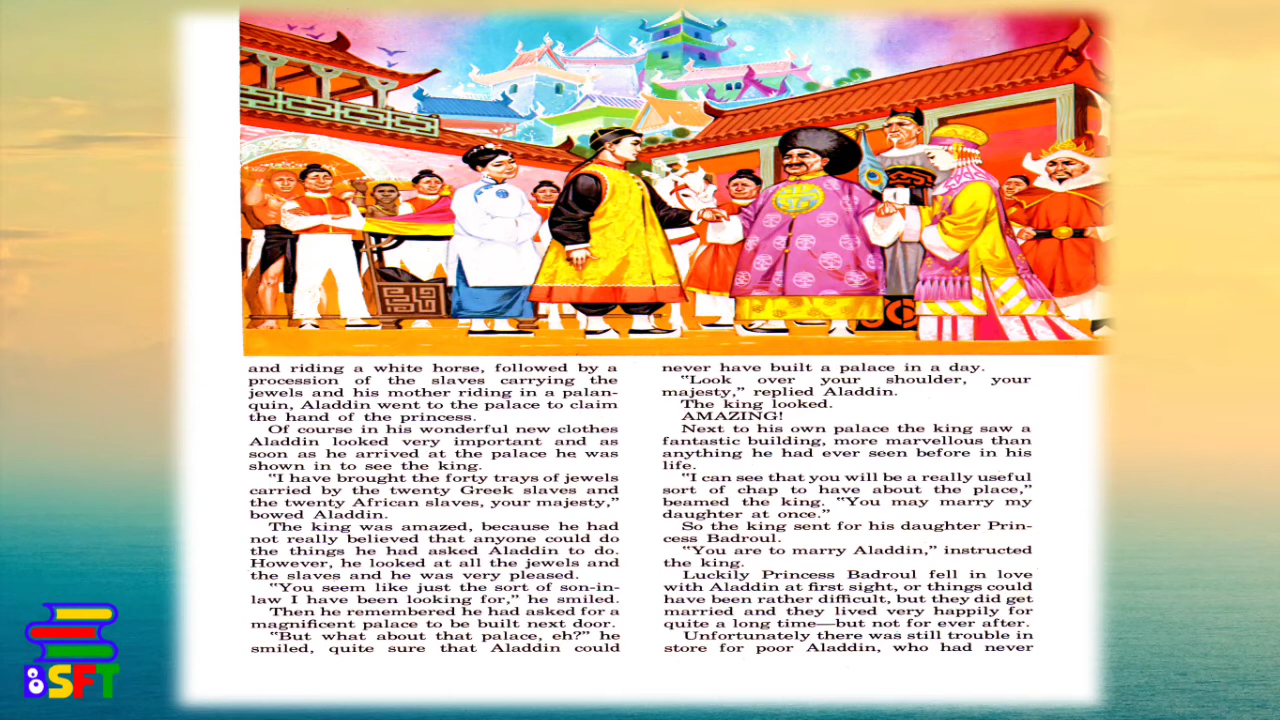 and riding a white horse, followed by a
procession of the slaves carrying the
jewels and his mother riding in a palan-
quin, Aladdin went to the palace to claim
the hand of the princess.
Of course in his wonderful new clothes
Aladdin looked very important and as
soon as he arrived at the palace he was
shown in to see the king.
"I have brought the forty trays of jewels
carried by the twenty Greek slaves and
the twenty African slaves, your majesty,"
bowed Aladdin.
The king was amazed, because he had
not really believed that anyone could do
the things he had asked Aladdin to do.
However, he looked at all the jewels and
the slaves and he was very pleased.
"You seem like just the sort of son-in-
law I have been looking for," he smiled.
Then he remembered he had asked for a
magnificent palace to be built next door.
"But what about that palace, eh?" he
smiled, quite sure that Aladdin could
never have built a palace in a day.
"Look over your shoulder, your
majesty," replied Aladdin.
The king looked.
AMAZING!
Next to his own palace the king saw a
fantastic building, more marvellous than
anything he had ever seen before in his
life.
"I can see that you will be a really useful
sort of chap to have about the place,"
beamed the king. "You may marry my
daughter at once."
So the king sent for his daughter Prin-
cess Badroul.
"You are to marry Aladdin," instructed
the king.
Luckily Princess Badroul fell in love
with Aladdin at first sight, or things could
have been rather difficult, but they did get
married and they lived very happily for
quite a long time—but not for ever after.
Unfortunately there was still trouble in
store for poor Aladdin, who had never
8SFT